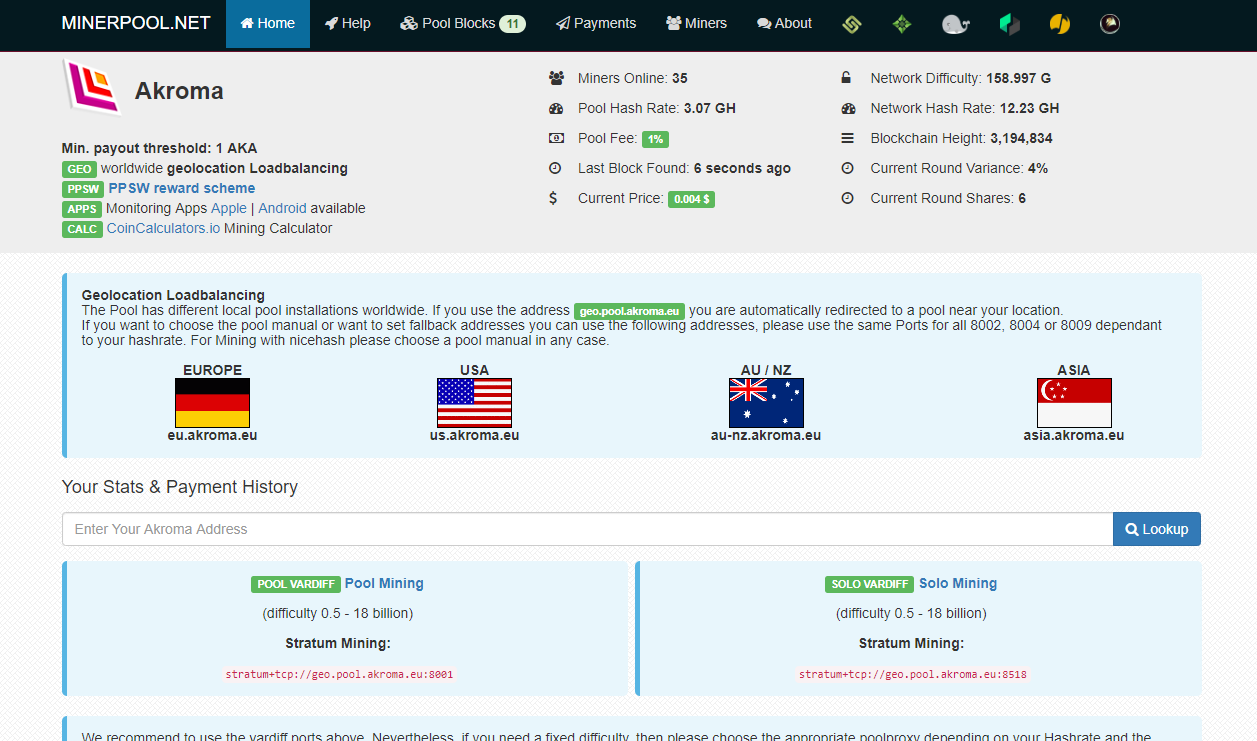 MINERPOOL.NET Home Help Pool Blocks 11 Payments Miners About
Akroma
Min. payout threshold: 1 AKA
GEO worldwide geolocation Loadbalancing
PPSW PPSW reward scheme
APPS Monitoring Apps Apple | Android available
CALC CoinCalculators.io Mining Calculator
Miners Online: 35
Pool Hash Rate: 3.07 GH
Pool Fee: 1%
Last Block Found: 6 seconds ago
Current Price: 0.004 $
Network Difficulty: 158.997 G
Network Hash Rate: 12.23 GH
Blockchain Height: 3,194,834
Current Round Variance: 4%
Current Round Shares: 6
Geolocation Loadbalancing
The Pool has different local pool installations worldwide. If you use the address geo.pool.akroma.eu you are automatically redirected to a pool near your location.
If you want to choose the pool manual or want to set fallback addresses you can use the following addresses, please use the same Ports for all 8002, 8004 or 8009 dependant
to your hashrate. For Mining with nicehash please choose a pool manual in any case.
EUROPE USA AU / NZ ASIA
eu.akroma.eu us.akroma.eu au-nz.akroma.eu asia.akroma.eu
Your Stats & Payment History
Enter Your Akroma Address Lookup
POOL VARDIFF Pool Mining
(difficulty 0.5 - 18 billion)
Stratum Mining:
stratum+tcp://geo.pool.akroma.eu:8001
SOLO VARDIFF Solo Mining
(difficulty 0.5 - 18 billion)
Stratum Mining:
stratum+tcp://geo.pool.akroma.eu:8518
We recommend to use the vardiff ports above. Nevertheless, if you need a fixed difficulty, then please choose the appropriate poolproxy depending on your Hashrate and the